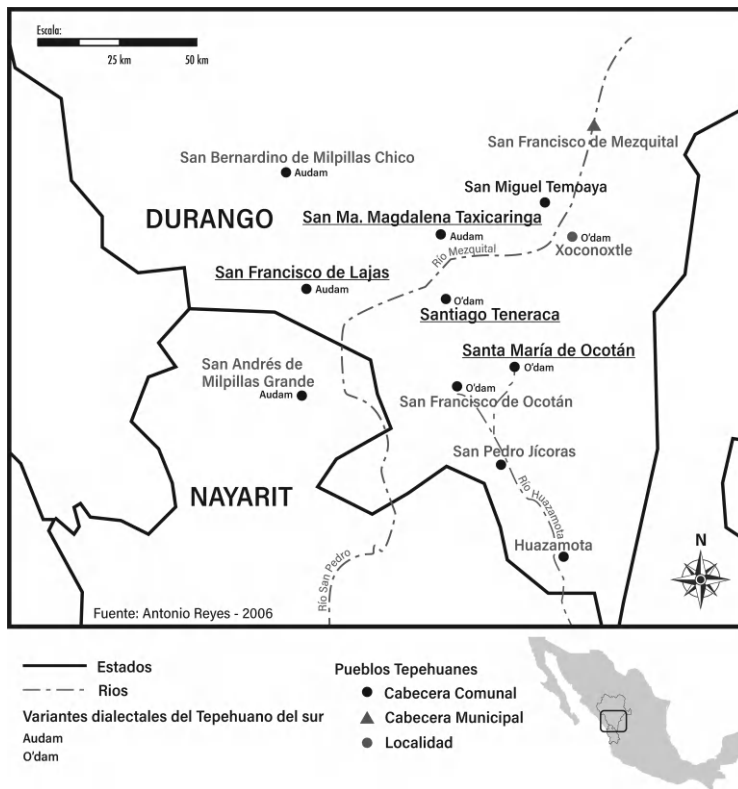 Escala:
25 km
50 km
San Francisco de Mezquital
San Bernardino de Milpillas Chico
Audam
San Miguel Temoaya
DURANGO
San Ma. Magdalena Taxicaringa
Audam
O'dam
Xoconoxtle
Río Mezquital
San Francisco de Lajas
Audam
O'dam
Santiago Teneraca
Santa María de Ocotán
O'dam
San Andrés de
Milpillas Grande
Audam
O'dam
San Francisco de Ocotán
San Pedro Jícoras
NAYARIT
Río Huazamota
Huazamota
N
Río San Pedro
Fuente: Antonio Reyes - 2006
Estados
Rios
Variantes dialectales del Tepehuano del sur
Audam
O'dam
Pueblos Tepehuanes
Cabecera Comunal
Cabecera Municipal
Localidad